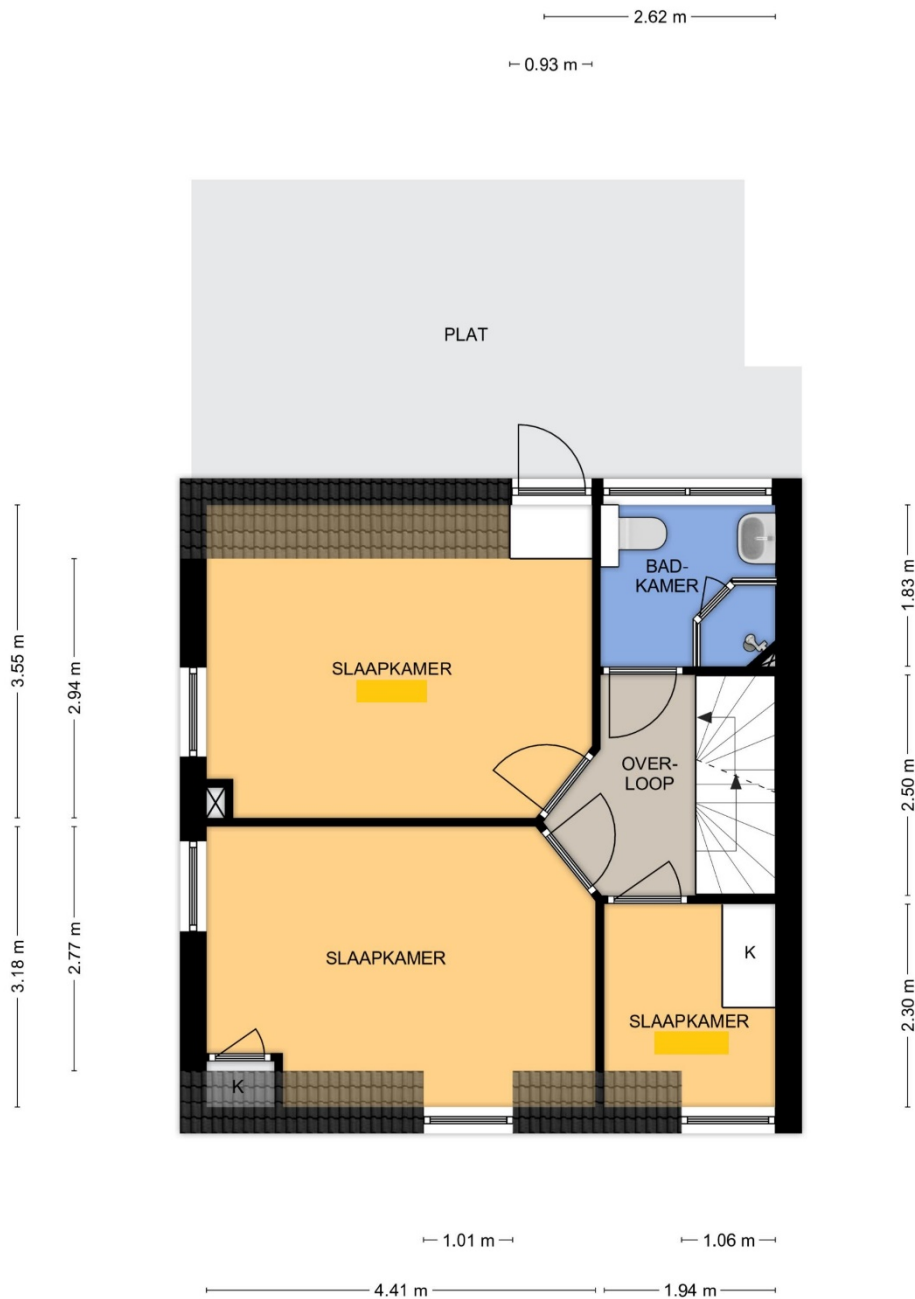 2.62 m
0.93 m
PLAT
3.55 m
2.94 m
1.83 m
BAD-
KAMER
SLAAPKAMER
OVER-
LOOP
2.50 m
3.18 m
2.77 m
SLAAPKAMER
K
2.30 m
SLAAPKAMER
K
1.01 m
1.06 m
4.41 m
1.94 m